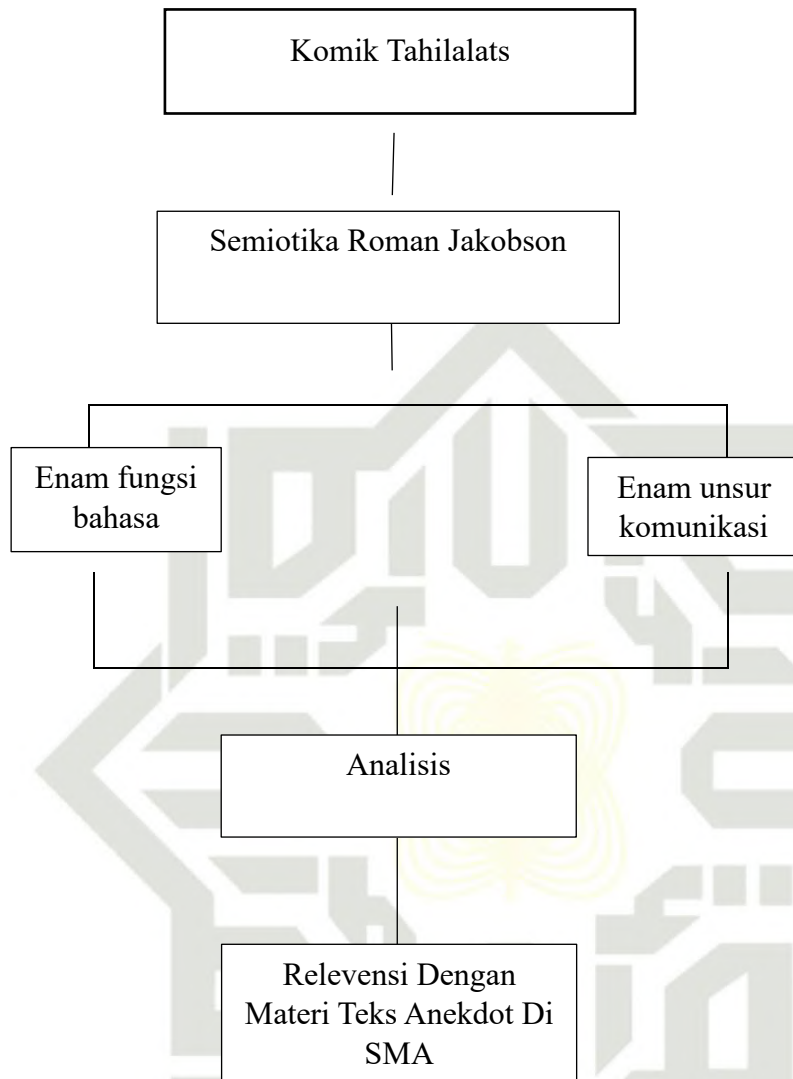 Komik Tahilalats
Semiotika Roman Jakobson
Enam fungsi
bahasa
Enam unsur
komunikasi
Analisis
Relevensi Dengan
Materi Teks Anekdot Di
SMA